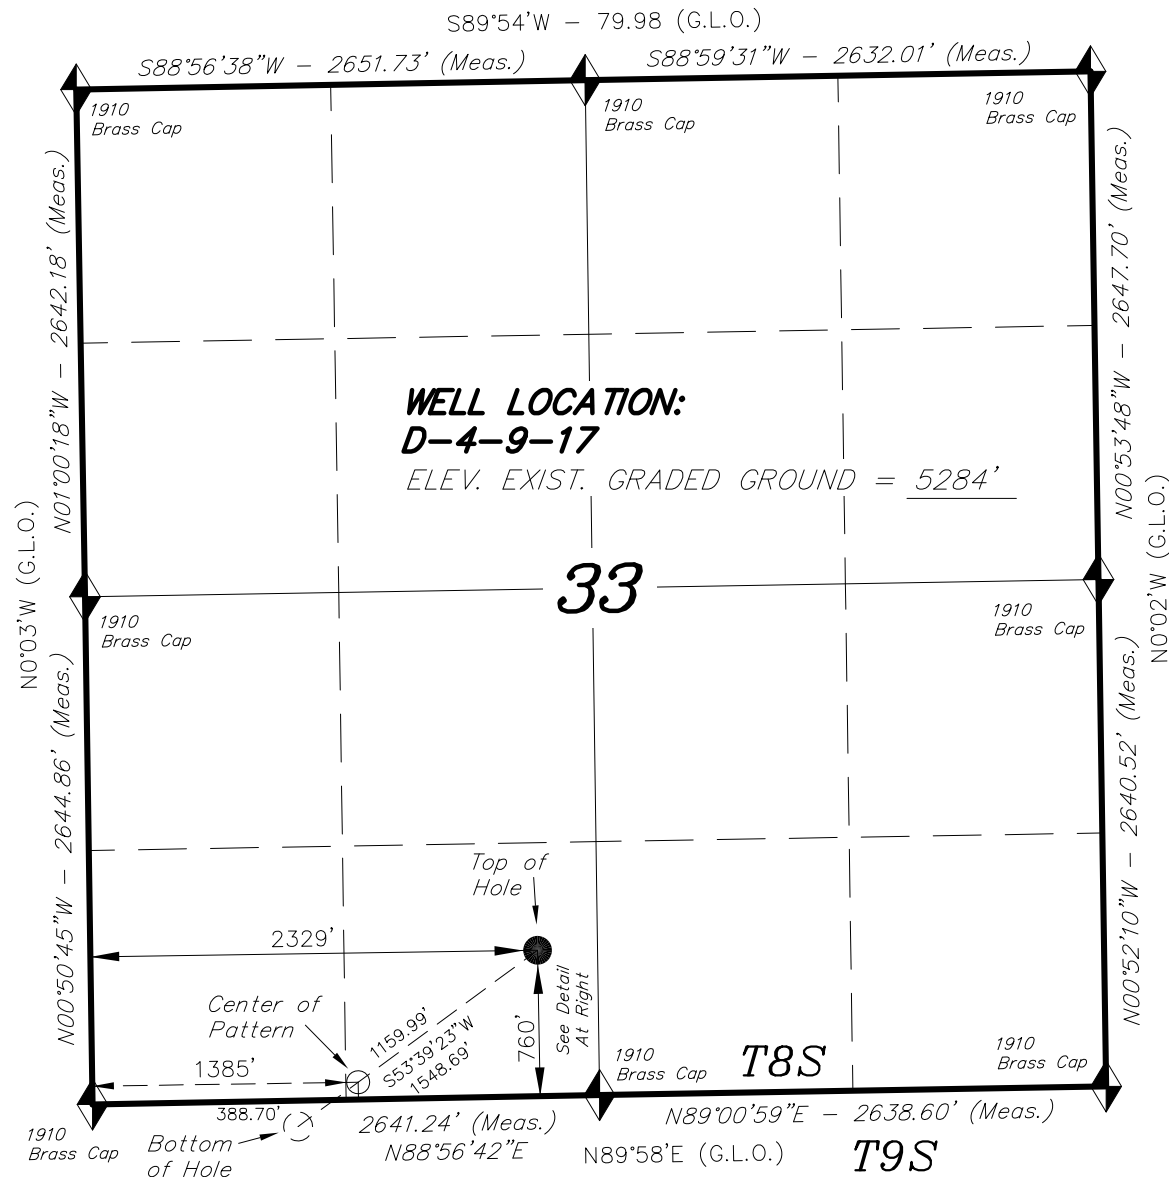 S89°54'W - 79.98 (G.L.O.)
S88°56'38"W - 2651.73' (Meas.)
S88°59'31"W - 2632.01' (Meas.)
1910
Brass Cap
1910
Brass Cap
1910
Brass Cap
N01°00'18"W - 2642.18' (Meas.)
N00°53'48"W - 2647.70' (Meas.)
WELL LOCATION:
D-4-9-17
ELEV. EXIST. GRADED GROUND = 5284'
N0°03'W (G.L.O.)
N0°02'W (G.L.O.)
33
1910
Brass Cap
1910
Brass Cap
N00°50'45"W - 2644.86' (Meas.)
N00°52'10"W - 2640.52' (Meas.)
Top of
Hole
2329'
See Detail
At Right
760'
Center of
Pattern
1159.99'
S53°39'23"W
1548.69'
1385'
388.70'
1910
Brass Cap
T8S
1910
Brass Cap
2641.24' (Meas.)
N88°56'42"E
N89°00'59"E - 2638.60' (Meas.)
1910
Brass Cap
Bottom
of Hole
N89°58'E (G.L.O.)
T9S